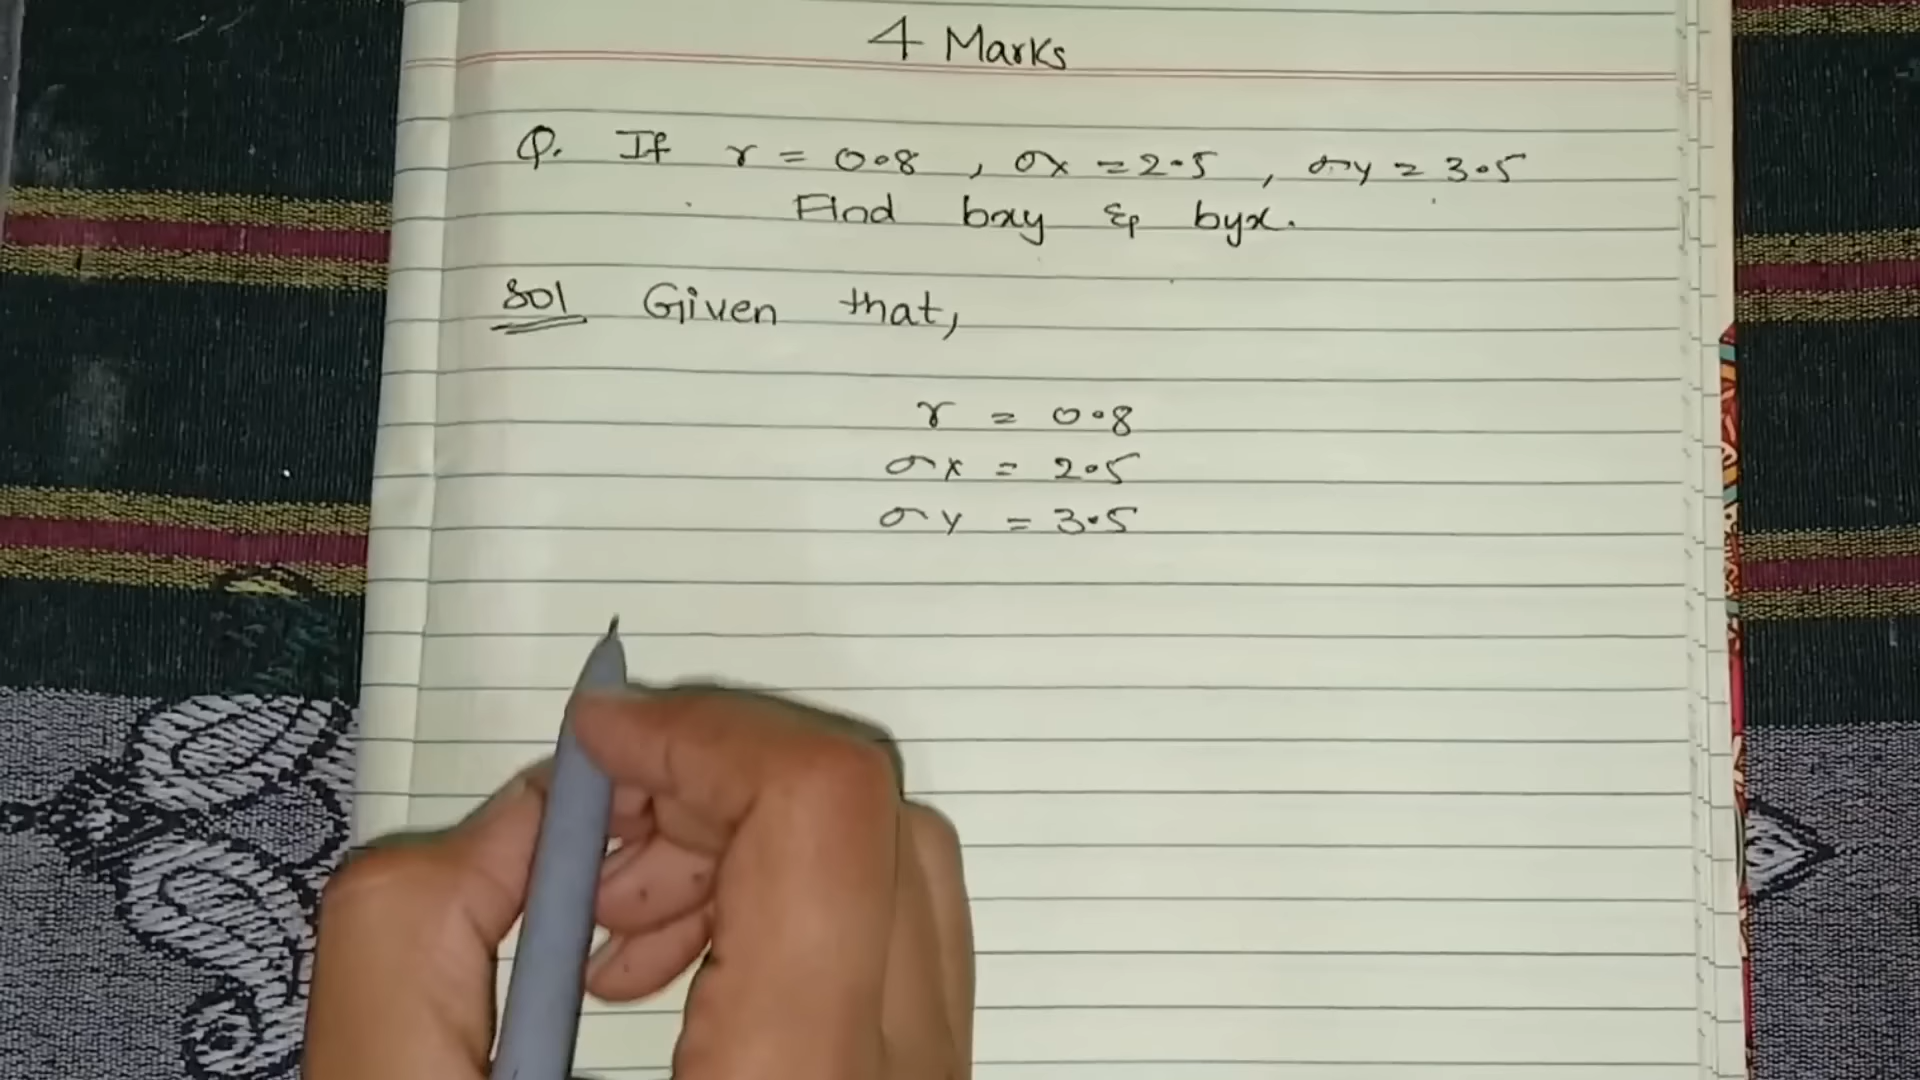 4 Marks
Q. If r = 0.8 , σx = 2.5 , σy = 3.5
Find bxy & byx.
Sol Given that,
r = 0.8
σx = 2.5
σy = 3.5